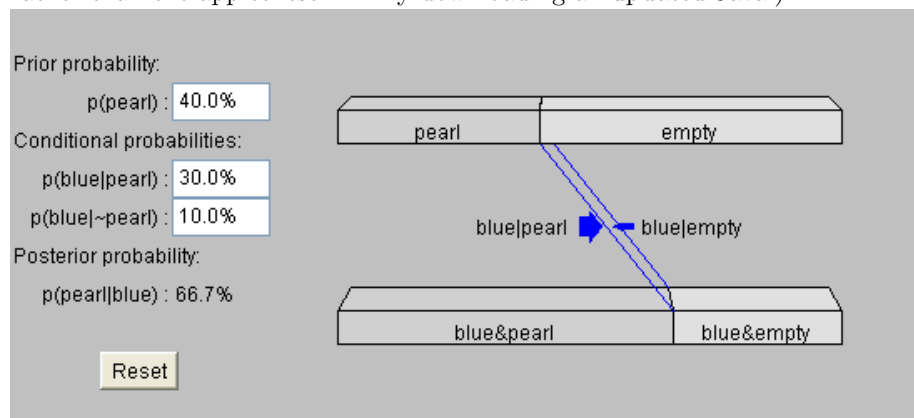 Prior probability:
p(pearl) : 40.0%
Conditional probabilities:
p(blue|pearl) : 30.0%
p(blue|~pearl) : 10.0%
Posterior probability:
p(pearl|blue) : 66.7%
Reset
pearl empty
blue|pearl blue|empty
blue&pearl blue&empty